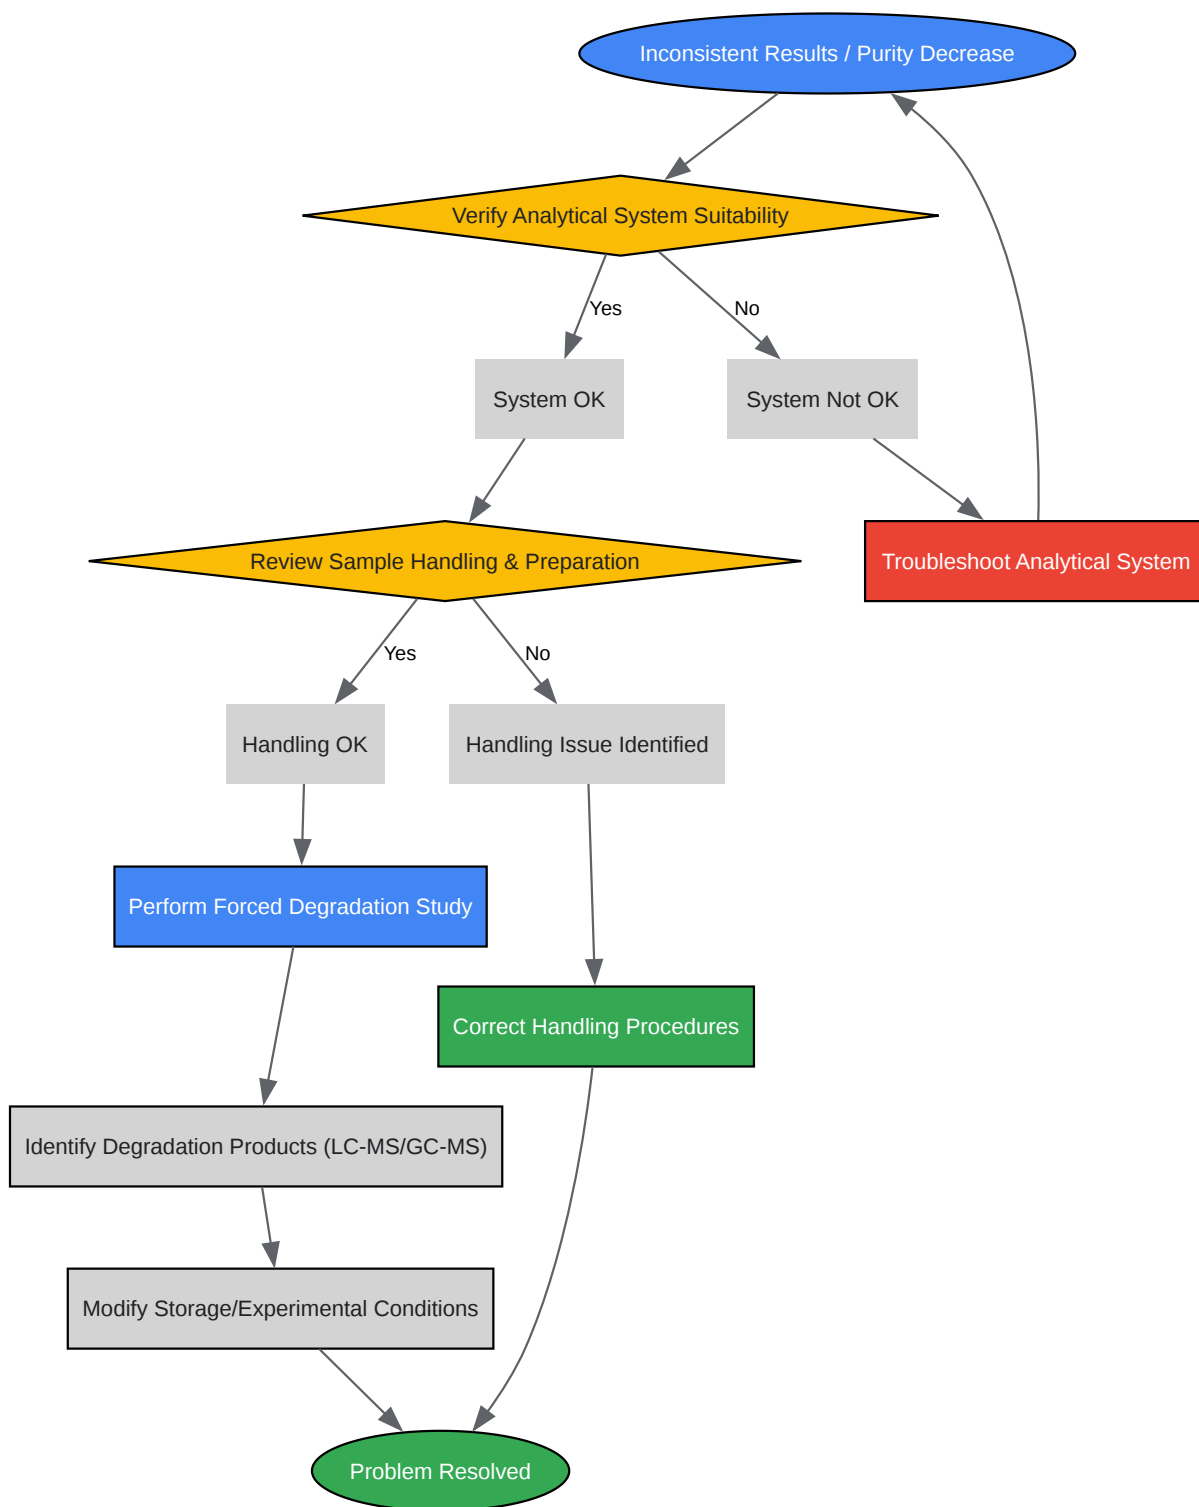 Inconsistent Results / Purity Decrease
Verify Analytical System Suitability
Yes
No
System OK
System Not OK
Review Sample Handling & Preparation
Troubleshoot Analytical System
Yes
No
Handling OK
Handling Issue Identified
Perform Forced Degradation Study
Correct Handling Procedures
Identify Degradation Products (LC-MS/GC-MS)
Modify Storage/Experimental Conditions
Problem Resolved